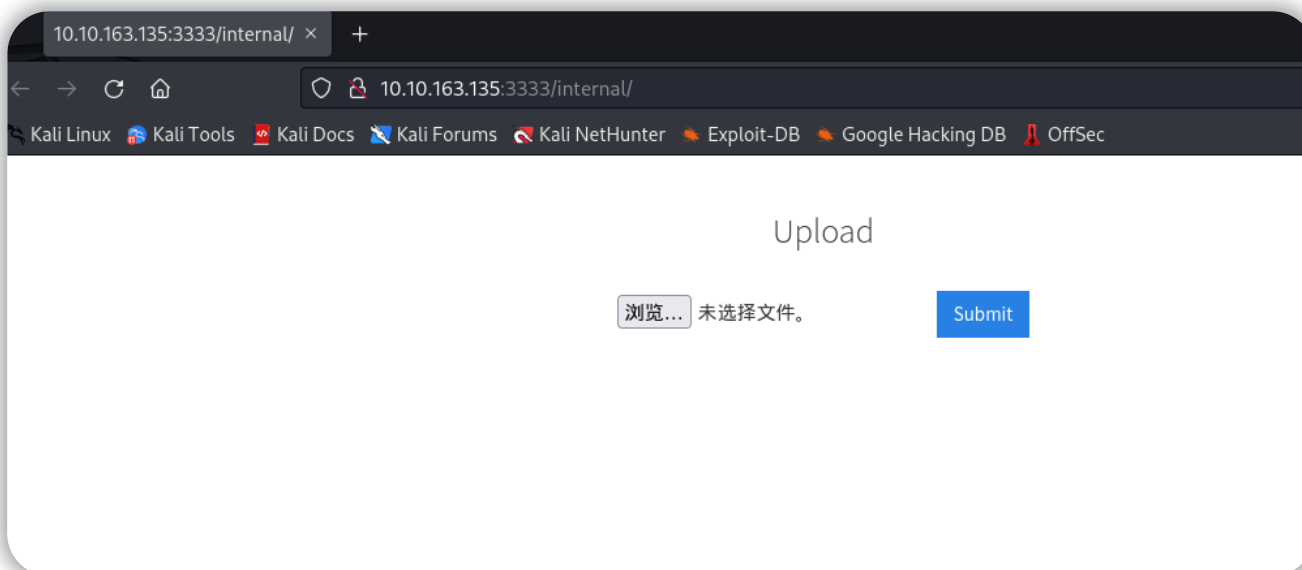 10.10.163.135:3333/internal/ × +
10.10.163.135:3333/internal/
Kali Linux Kali Tools Kali Docs Kali Forums Kali NetHunter Exploit-DB Google Hacking DB OffSec
Upload
浏览... 未选择文件。 Submit